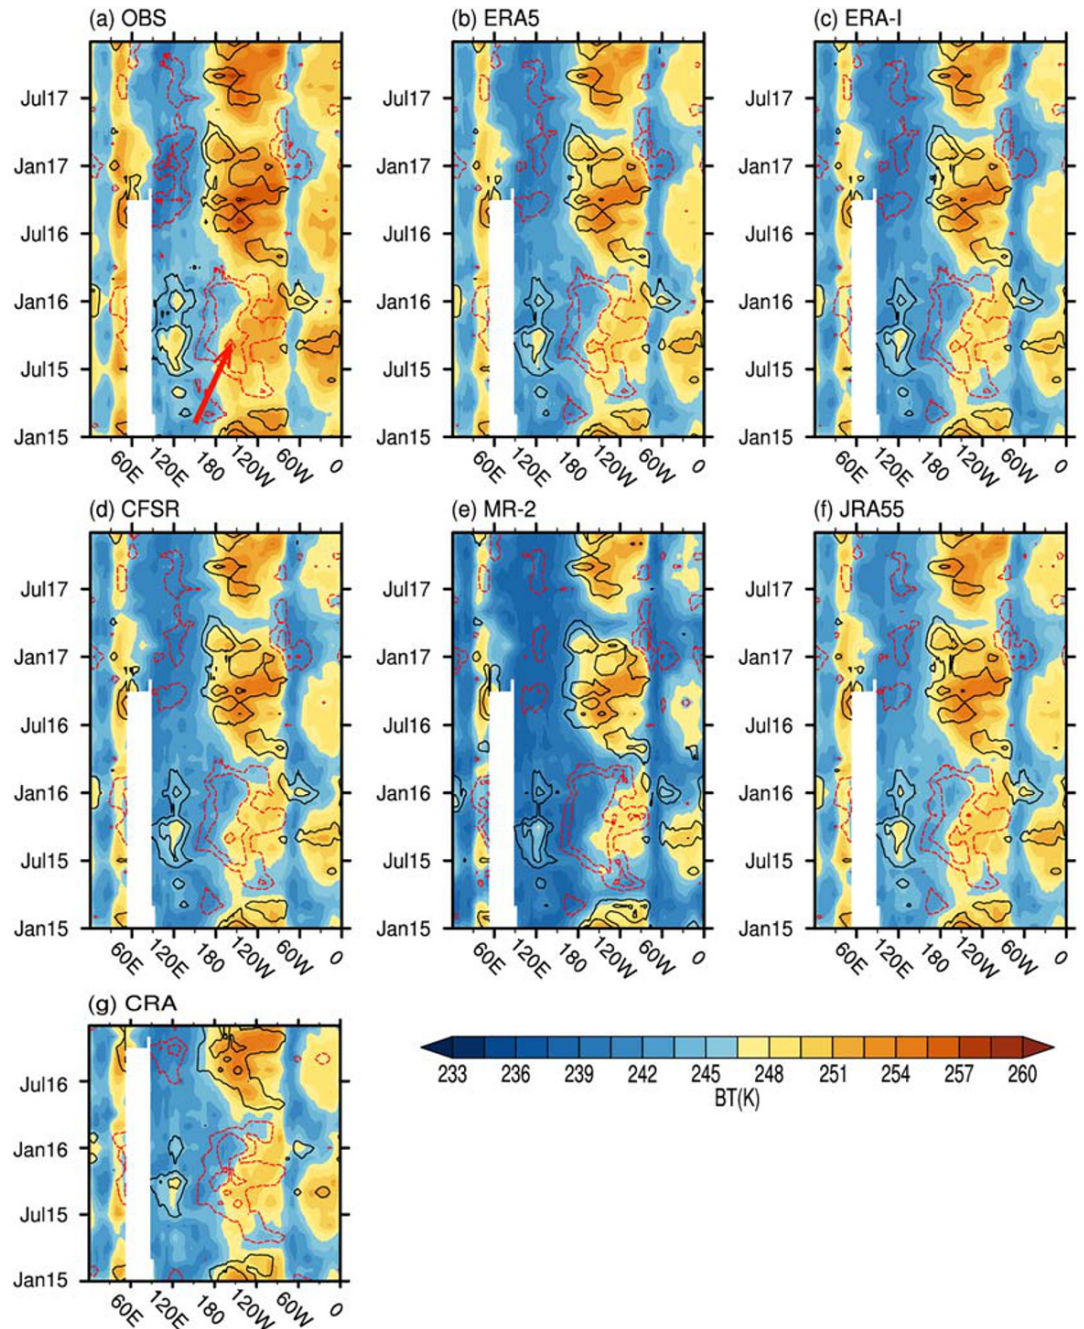 (a) OBS
(b) ERA5
(c) ERA-I
Jul17
Jan17
Jul16
Jan16
Jul15
Jan15
60E
120E
180
120W
60W
0
Jul17
Jan17
Jul16
Jan16
Jul15
Jan15
60E
120E
180
120W
60W
0
Jul17
Jan17
Jul16
Jan16
Jul15
Jan15
60E
120E
180
120W
60W
0
(d) CFSR
(e) MR-2
(f) JRA55
Jul17
Jan17
Jul16
Jan16
Jul15
Jan15
60E
120E
180
120W
60W
0
Jul17
Jan17
Jul16
Jan16
Jul15
Jan15
60E
120E
180
120W
60W
0
Jul17
Jan17
Jul16
Jan16
Jul15
Jan15
60E
120E
180
120W
60W
0
(g) CRA
Jul16
Jan16
Jul15
Jan15
60E
120E
180
120W
60W
0
233 236 239 242 245 248 251 254 257 260
BT(K)